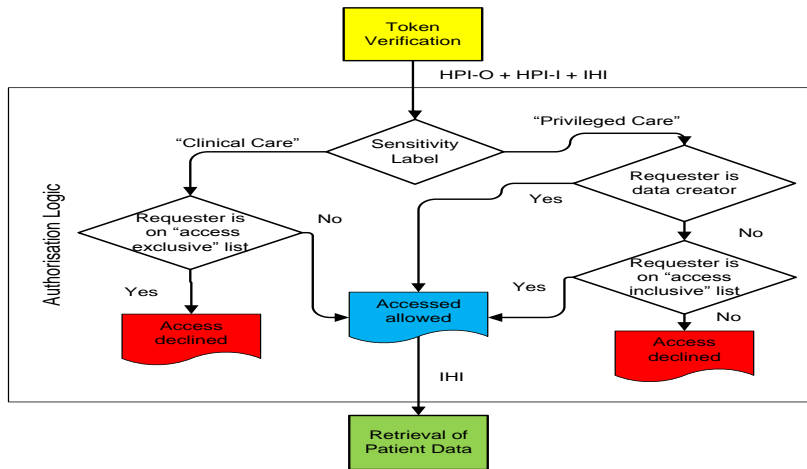 Token
Verification
HPI-O + HPI-I + IHI
“Clinical Care”
Sensitivity
Label
“Privileged Care”
Requester is
data creator
Requester is
on “access
exclusive” list
No
Yes
No
Yes
Access
declined
Accessed
allowed
Yes
Requester is
on “access
inclusive” list
No
Access
declined
Authorisation Logic
IHI
Retrieval of
Patient Data